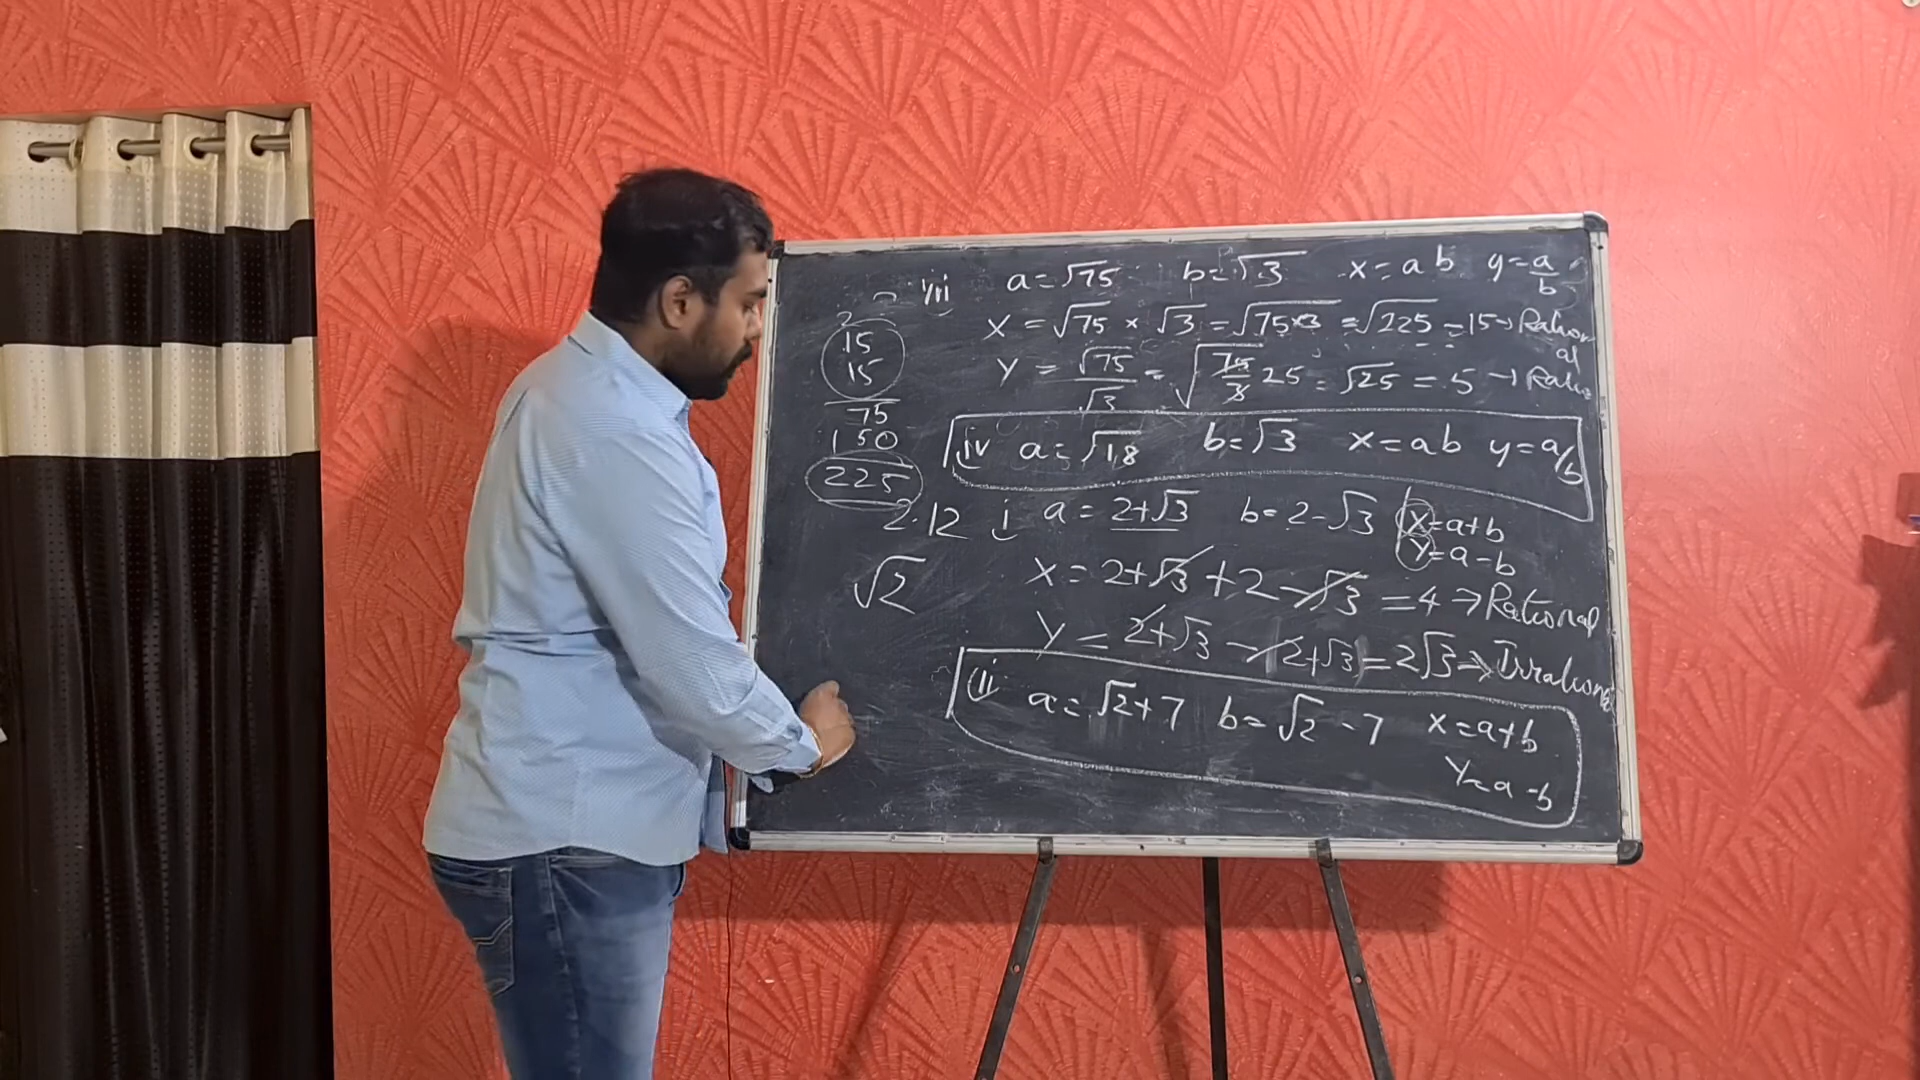 iii a=√75 b=√3 x=ab y=a/b
X = √75 × √3 = √75×3 = √225 = 15 → Rational
Y = √75/√3 = √75/3 25 = √25 = 5 →
15
15
75
150
225
iv a=√18 b=√3 x=ab y=a/b
2.12 i a = 2+√3 b=2-√3 X=a+b
Y=a-b
√2
X = 2+√3 + 2-√3 = 4 → Rational
Y = 2+√3 - 2+√3 = 2√3 → Irrational
ii a=√2+7 b=√2-7 x=a+b
Y=a-b